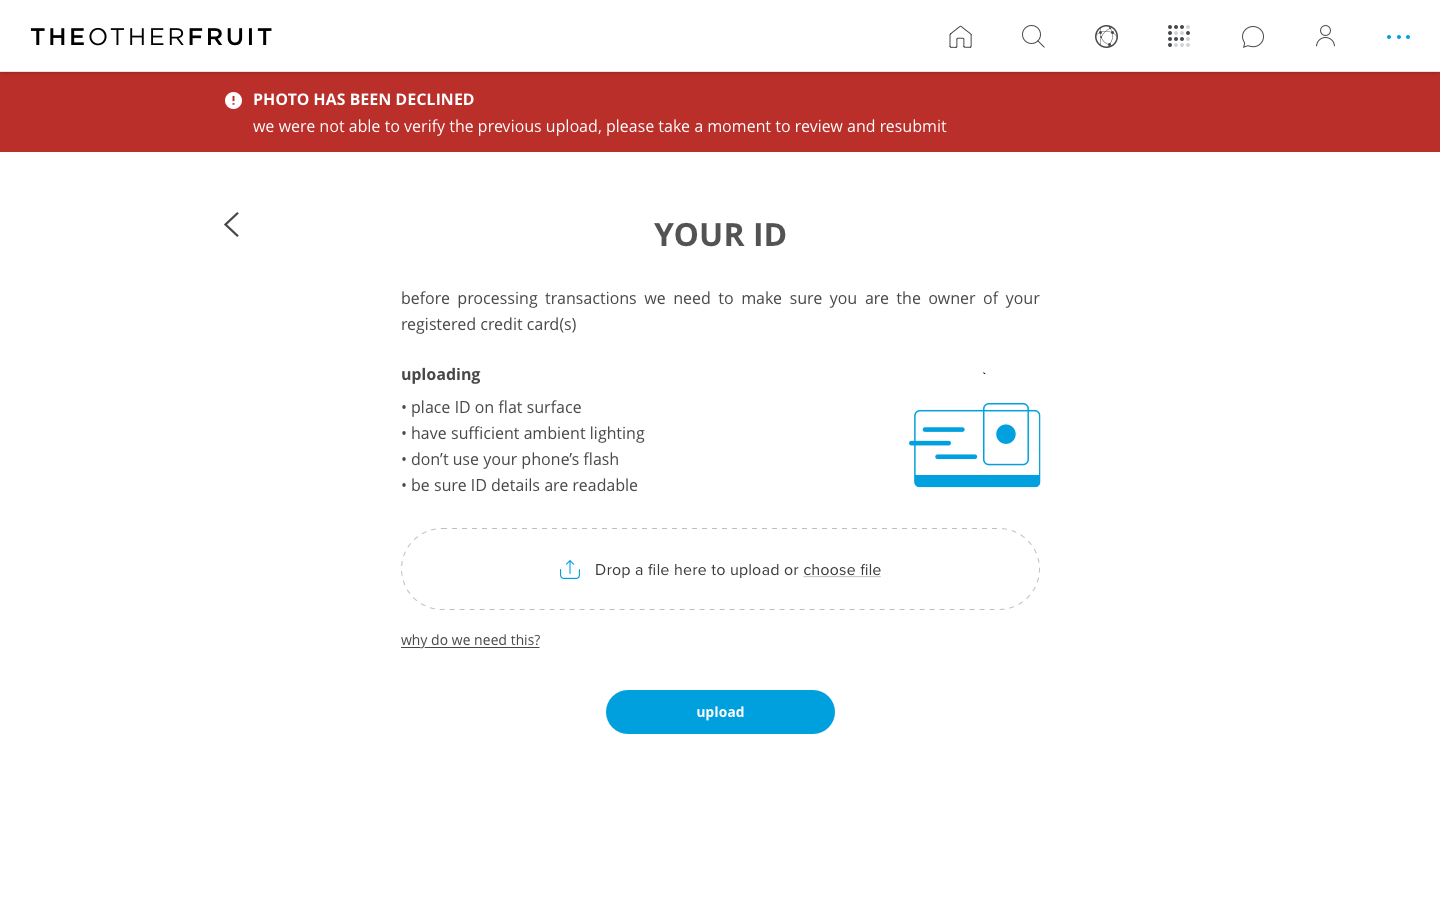 THEOTHERFRUIT
PHOTO HAS BEEN DECLINED
we were not able to verify the previous upload, please take a moment to review and resubmit
YOUR ID
before processing transactions we need to make sure you are the owner of your
registered credit card(s)
uploading
• place ID on flat surface
• have sufficient ambient lighting
• don’t use your phone’s flash
• be sure ID details are readable
Drop a file here to upload or choose file
why do we need this?
upload